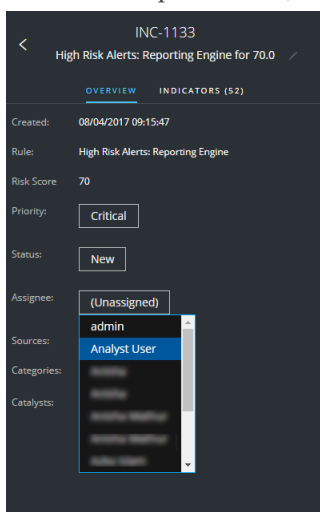 INC-1133
High Risk Alerts: Reporting Engine for 70.0
OVERVIEW INDICATORS (52)
Created: 08/04/2017 09:15:47
Rule: High Risk Alerts: Reporting Engine
Risk Score 70
Priority: Critical
Status: New
Assignee: (Unassigned)
admin
Sources:
Analyst User
Categories:
Catalysts: